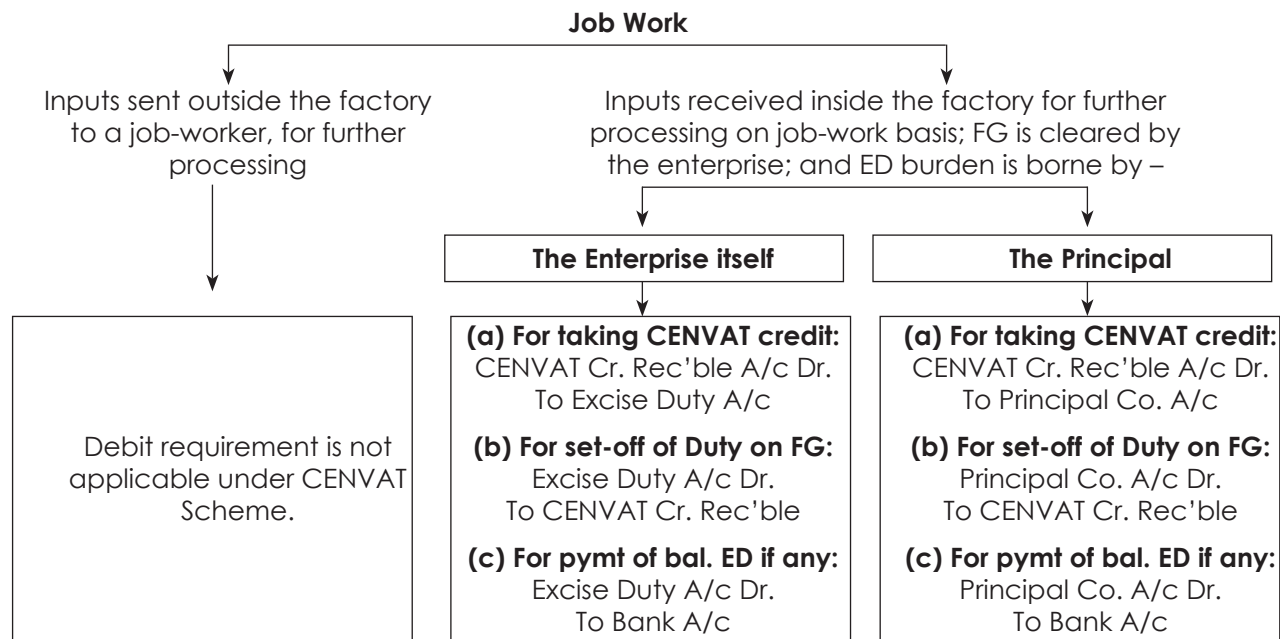 Job Work
Inputs sent outside the factory
to a job-worker, for further
processing
Inputs received inside the factory for further
processing on job-work basis; FG is cleared by
the enterprise; and ED burden is borne by –
The Enterprise itself
The Principal
Debit requirement is not
applicable under CENVAT
Scheme.
(a) For taking CENVAT credit:
CENVAT Cr. Rec’ble A/c Dr.
To Excise Duty A/c
(b) For set-off of Duty on FG:
Excise Duty A/c Dr.
To CENVAT Cr. Rec’ble
(c) For pymt of bal. ED if any:
Excise Duty A/c Dr.
To Bank A/c
(a) For taking CENVAT credit:
CENVAT Cr. Rec’ble A/c Dr.
To Principal Co. A/c
(b) For set-off of Duty on FG:
Principal Co. A/c Dr.
To CENVAT Cr. Rec’ble
(c) For pymt of bal. ED if any:
Principal Co. A/c Dr.
To Bank A/c